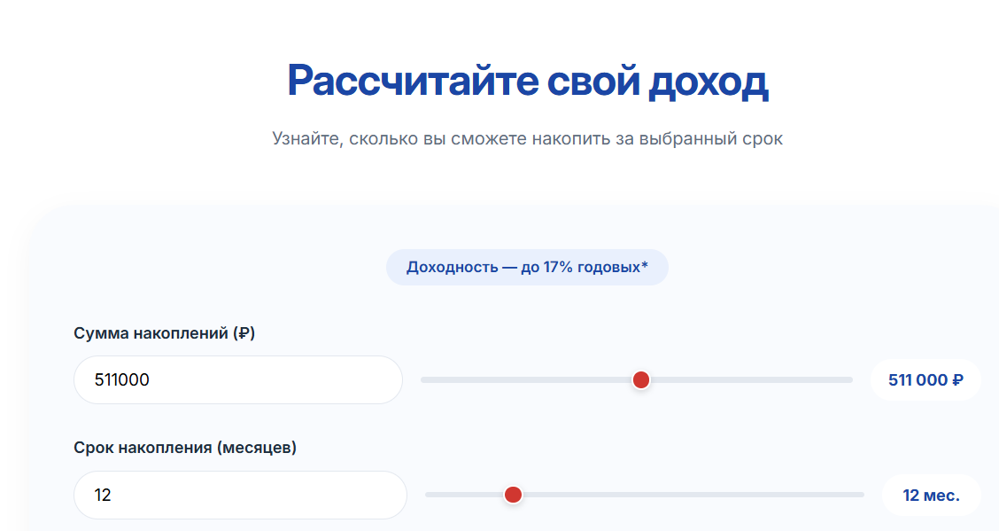 Рассчитайте свой доход
Узнайте, сколько вы сможете накопить за выбранный срок
Доходность — до 17% годовых*
Сумма накоплений (₽)
511000
511 000 ₽
Срок накопления (месяцев)
12
12 мес.